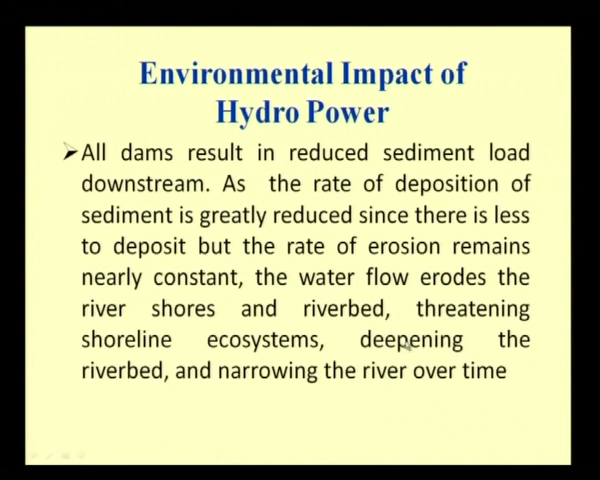 Environmental Impact of
Hydro Power
➤All dams result in reduced sediment load
downstream. As the rate of deposition of
sediment is greatly reduced since there is less
to deposit but the rate of erosion remains
nearly constant, the water flow erodes the
river shores and riverbed, threatening
shoreline ecosystems, deepening the
riverbed, and narrowing the river over time